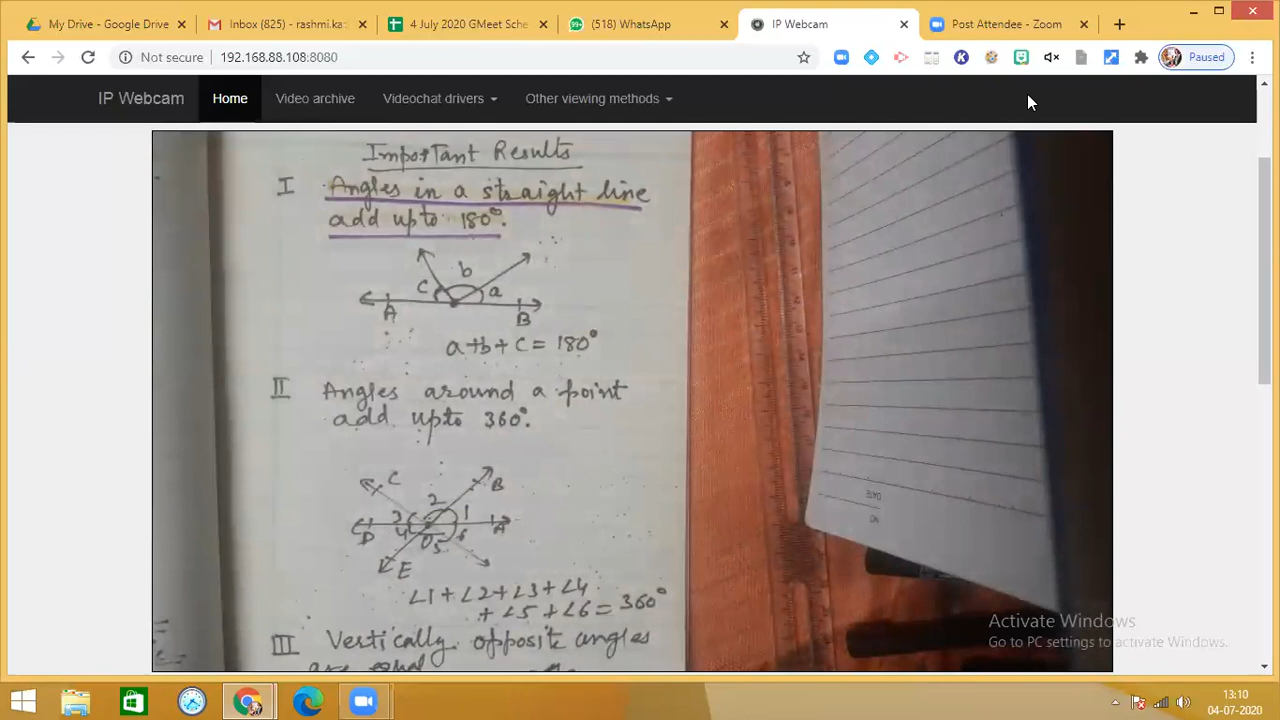 My Drive - Google Drive
Inbox (825) - rashmi.ka
4 July 2020 GMeet Sche
(518) WhatsApp
IP Webcam
Post Attendee - Zoom
Not secure
192.168.88.108:8080
Paused
IP Webcam
Home
Video archive
Videochat drivers
Other viewing methods
Important Results
I Angles in a straight line
add upto 180°.
c b a
A B
a+b+c = 180°
II Angles around a point
add upto 360°.
C B
2
3 1
D A
4 6
O 5
E
∠1+∠2+∠3+∠4
+∠5+∠6=360°
III Vertically opposite angles
are equal
DATE
NO
Activate Windows
Go to PC settings to activate Windows.
13:10
04-07-2020